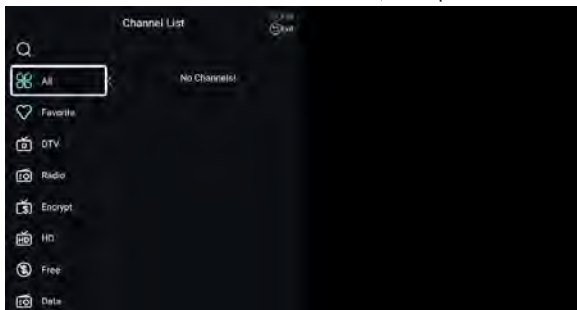 Channel List
Exit
All
No Channels!
Favorite
DTV
Radio
Encrypt
HD
Free
Data